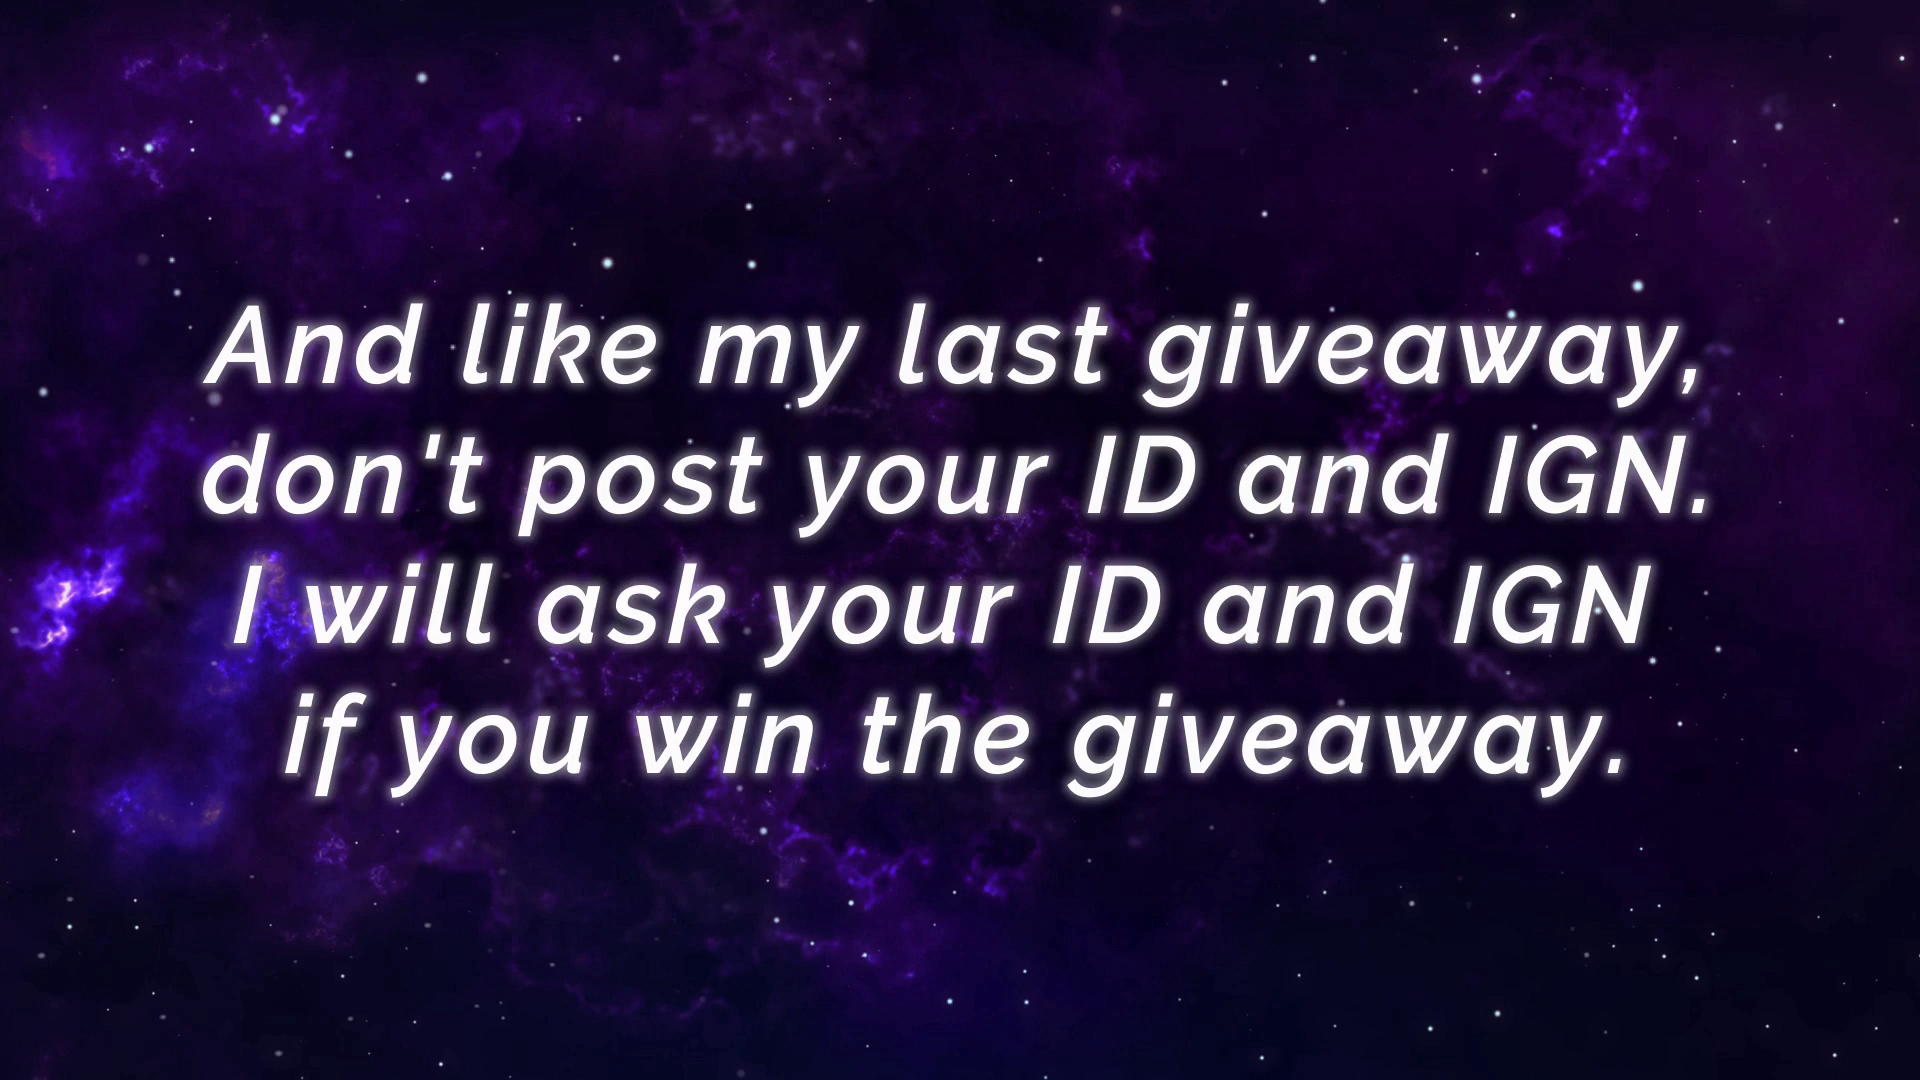 And like my last giveaway,
don't post your ID and IGN.
I will ask your ID and IGN
if you win the giveaway.